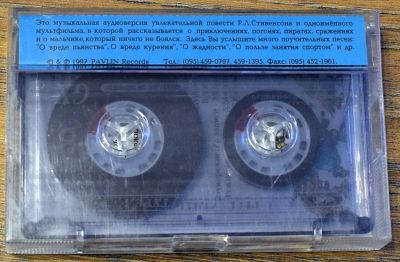 Это музыкальная аудиоверсия увлекательной повести Р.Л.Стивенсона и одноимённого
мультфильма, в которой рассказывается о приключениях, погонях, пиратах, сражениях
и о мальчике, который ничего не боялся. Здесь Вы услышите много поучительных песен:
"О вреде пьянства", О вреде курения", "О жадности", "О пользе занятия спортом" и др.
© & ℗ 1997 PAVLIN Records Тел.: (095) 459-0797, 459-1395. Факс: (095) 452-1961.